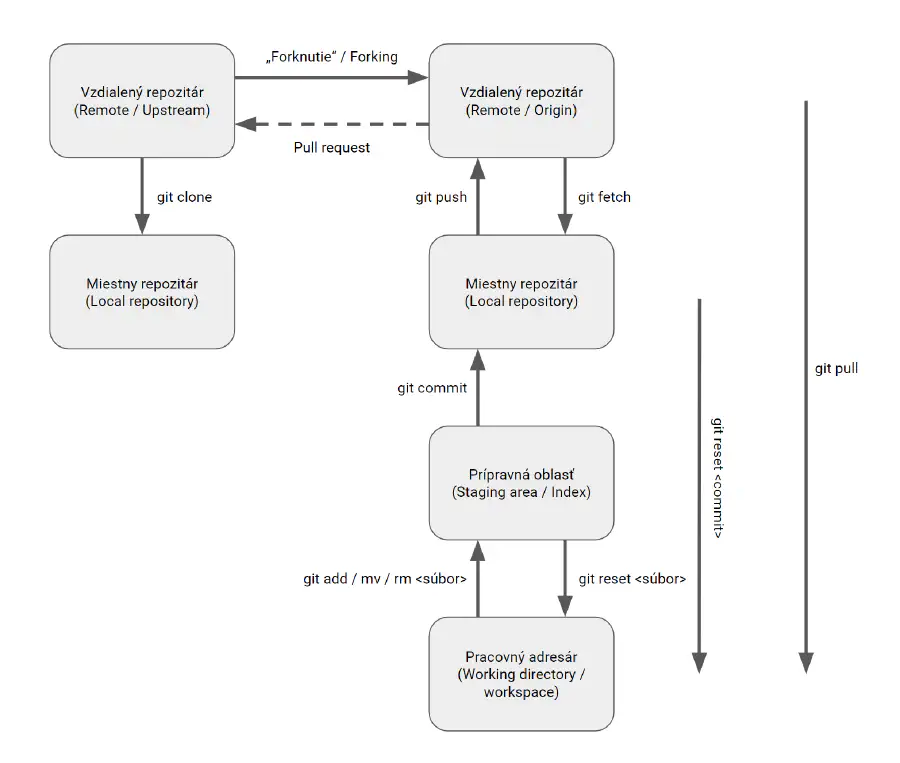 „Forknutie“ / Forking
Vzdialený repozitár
(Remote / Upstream)
Vzdialený repozitár
(Remote / Origin)
Pull request
git clone
git push
git fetch
Miestny repozitár
(Local repository)
Miestny repozitár
(Local repository)
git pull
git commit
git reset <commit>
Prípravná oblasť
(Staging area / Index)
git add / mv / rm <súbor>
git reset <súbor>
Pracovný adresár
(Working directory /
workspace)